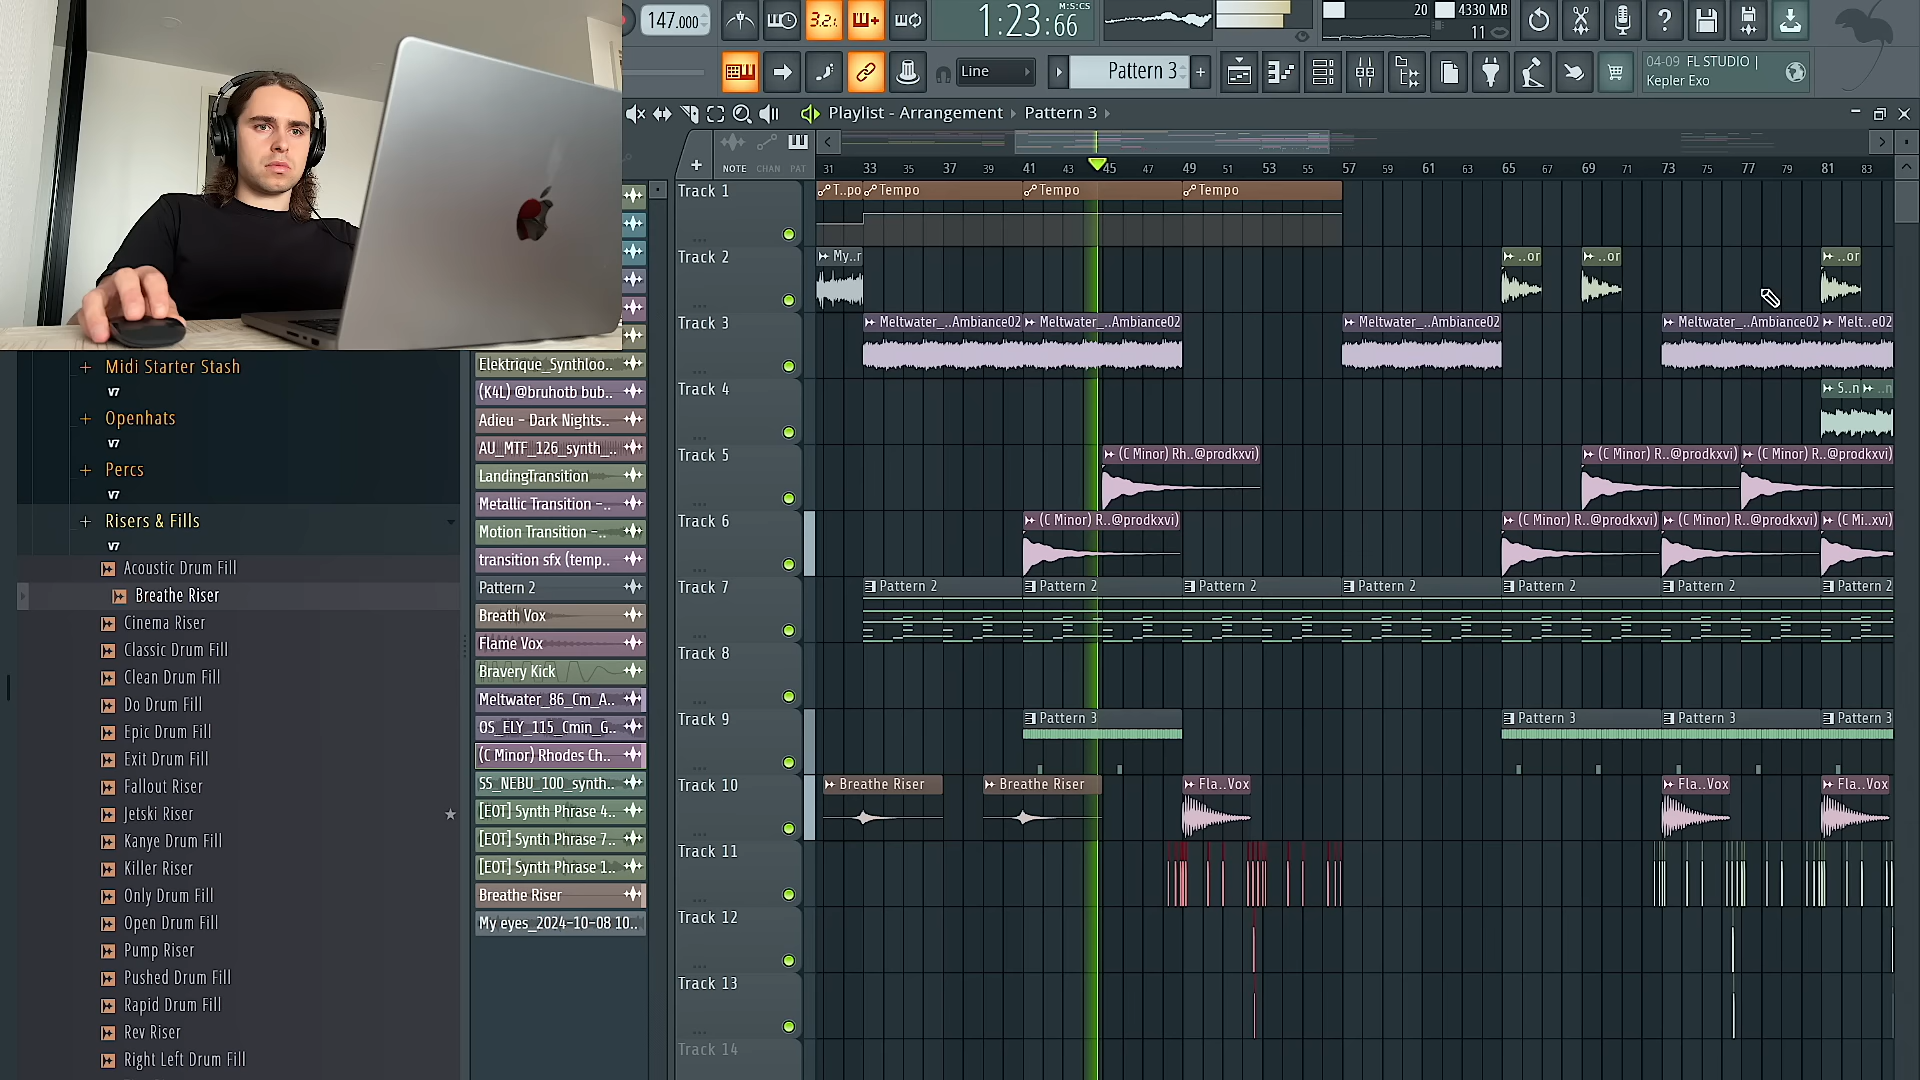 147.000
3.2.
1:23:66
M:S:CS
20
4330 MB
11
Line
Pattern 3
+
04-09 FL STUDIO |
Kepler Exo
Playlist - Arrangement › Pattern 3 ›
NOTE CHAN PAT
31 33 35 37 39 41 43 45 47 49 51 53 55 57 59 61 63 65 67 69 71 73 75 77 79 81 83
Track 1
T..po Tempo Tempo Tempo
Track 2
My..r ..or ..or ..or
Track 3
Meltwater_..Ambiance02 Meltwater_..Ambiance02 Meltwater_..Ambiance02 Meltwater_..Ambiance02 Melt..e02
Track 4
S..n ..n
Track 5
(C Minor) Rh..@prodkxvi) (C Minor) R..@prodkxvi) (C Minor) R..@prodkxvi)
Track 6
(C Minor) R..@prodkxvi) (C Minor) R..@prodkxvi) (C Minor) R..@prodkxvi) (C Mi..xvi)
Track 7
Pattern 2 Pattern 2 Pattern 2 Pattern 2 Pattern 2 Pattern 2 Pattern 2
Track 8
Track 9
Pattern 3 Pattern 3 Pattern 3 Pattern 3
Track 10
Breathe Riser Breathe Riser Fla..Vox Fla..Vox Fla..Vox
Track 11
Track 12
Track 13
Track 14
Midi Starter Stash
V7
Openhats
V7
Percs
V7
Risers & Fills
V7
Acoustic Drum Fill
Breathe Riser
Cinema Riser
Classic Drum Fill
Clean Drum Fill
Do Drum Fill
Epic Drum Fill
Exit Drum Fill
Fallout Riser
Jetski Riser
Kanye Drum Fill
Killer Riser
Only Drum Fill
Open Drum Fill
Pump Riser
Pushed Drum Fill
Rapid Drum Fill
Rev Riser
Right Left Drum Fill
Elektrique_Synthloo..
(K4L) @bruhotb bub..
Adieu - Dark Nights..
AU_MTF_126_synth_..
LandingTransition
Metallic Transition -..
Motion Transition -..
transition sfx (temp..
Pattern 2
Breath Vox
Flame Vox
Bravery Kick
Meltwater_86_Cm_A..
OS_ELY_115_Cmin_G..
(C Minor) Rhodes Ch..
SS_NEBU_100_synth..
[EOT] Synth Phrase 4..
[EOT] Synth Phrase 7..
[EOT] Synth Phrase 1..
Breathe Riser
My eyes_2024-10-08 10..